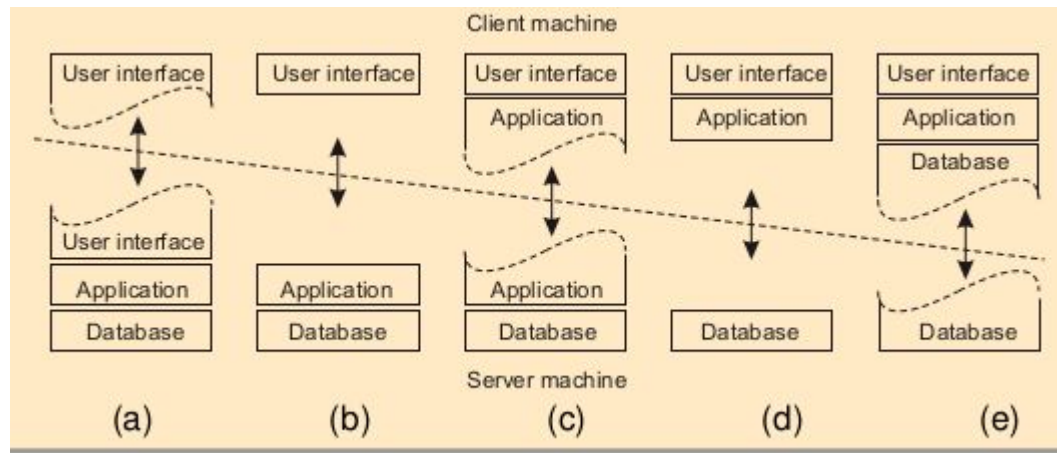 Client machine
User interface
User interface
User interface
User interface
User interface
Application
Application
Application
Database
User interface
Application
Application
Application
Database
Database
Database
Database
Database
Server machine
(a)
(b)
(c)
(d)
(e)